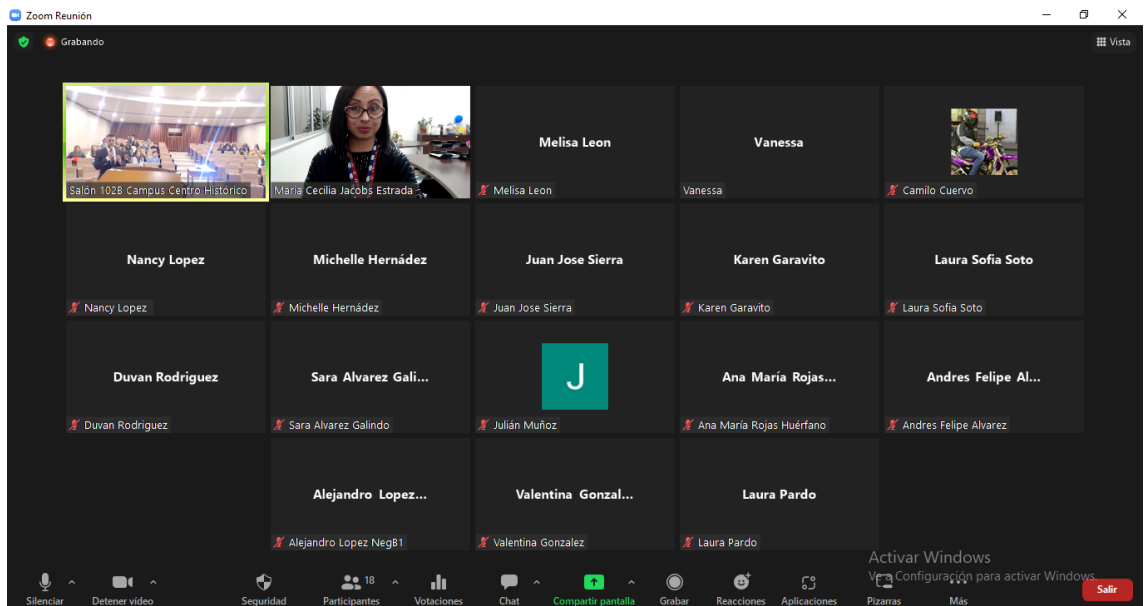 Zoom Reunión
Grabando
Vista
Salón 102B Campus Centro Histórico
Maria Cecilia Jacobs Estrada
Melisa Leon
Melisa Leon
Vanessa
Vanessa
Camilo Cuervo
Nancy Lopez
Nancy Lopez
Michelle Hernádez
Michelle Hernádez
Juan Jose Sierra
Juan Jose Sierra
Karen Garavito
Karen Garavito
Laura Sofia Soto
Laura Sofia Soto
Duvan Rodriguez
Duvan Rodriguez
Sara Alvarez Gali...
Sara Alvarez Galindo
J
Julián Muñoz
Ana María Rojas...
Ana María Rojas Huérfano
Andres Felipe Al...
Andres Felipe Alvarez
Alejandro Lopez...
Alejandro Lopez NegB1
Valentina Gonzal...
Valentina Gonzalez
Laura Pardo
Laura Pardo
Activar Windows
Ve a Configuración para activar Windows.
18
Silenciar
Detener video
Seguridad
Participantes
Votaciones
Chat
Compartir pantalla
Grabar
Reacciones
Aplicaciones
Pizarras
Más
Salir